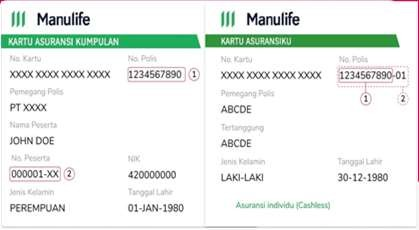 Manulife
KARTU ASURANSI KUMPULAN
No. Kartu No. Polis
XXXX XXXX XXXX XXXX 1234567890 1
Pemegang Polis
PT XXXX
Nama Peserta
JOHN DOE
No. Peserta NIK
000001-XX 2 420000000
Jenis Kelamin Tanggal Lahir
PEREMPUAN 01-JAN-1980
Manulife
KARTU ASURANSIKU
No. Kartu No. Polis
XXXX XXXX XXXX XXXX 1234567890-01
1 2
Pemegang Polis
ABCDE
Tertanggung
ABCDE
Jenis Kelamin Tanggal Lahir
LAKI-LAKI 30-12-1980
Asuransi individu (Cashless)